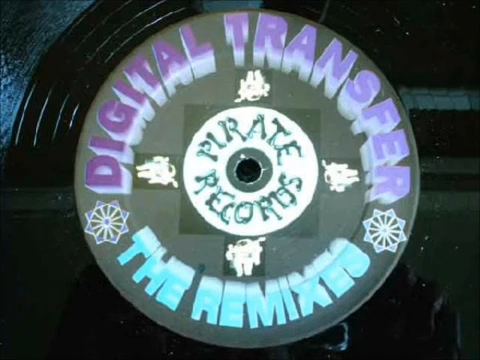 DIGITAL TRANSFER
PIRATE
RECORDS
THE REMIXES